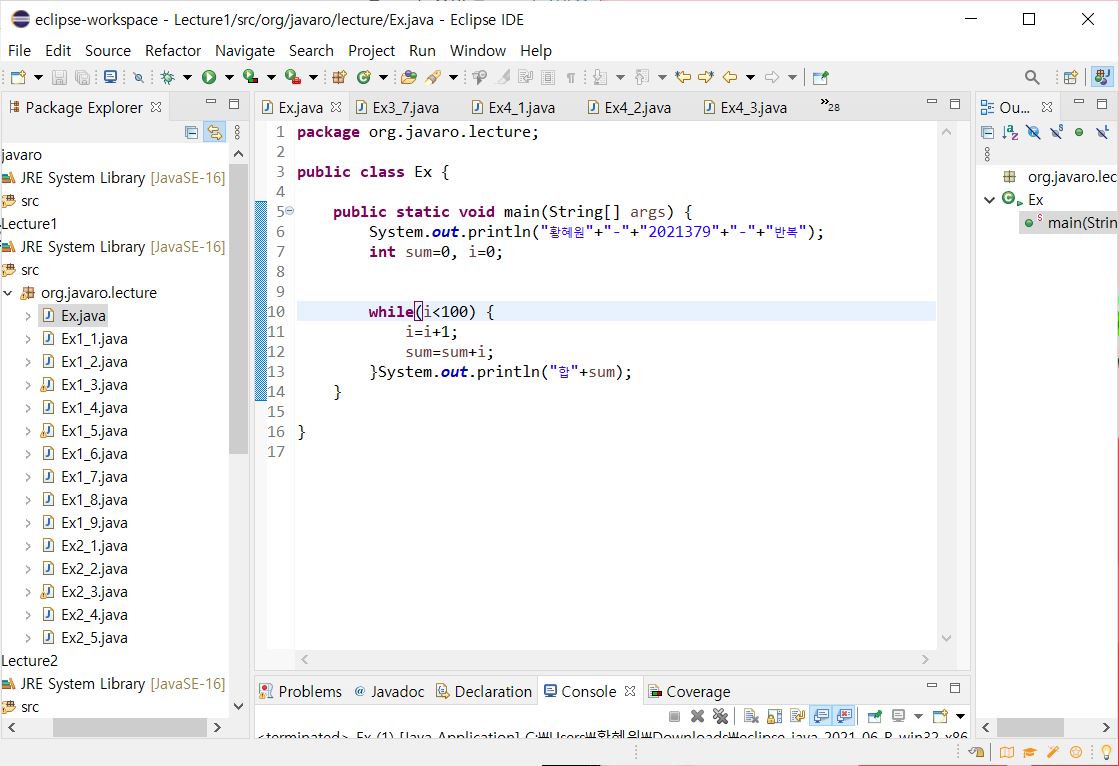 eclipse-workspace - Lecture1/src/org/javaro/lecture/Ex.java - Eclipse IDE
File Edit Source Refactor Navigate Search Project Run Window Help
Package Explorer
javaro
JRE System Library [JavaSE-16]
src
Lecture1
JRE System Library [JavaSE-16]
src
org.javaro.lecture
Ex.java
Ex1_1.java
Ex1_2.java
Ex1_3.java
Ex1_4.java
Ex1_5.java
Ex1_6.java
Ex1_7.java
Ex1_8.java
Ex1_9.java
Ex2_1.java
Ex2_2.java
Ex2_3.java
Ex2_4.java
Ex2_5.java
Lecture2
JRE System Library [JavaSE-16]
src
Ex.java Ex3_7.java Ex4_1.java Ex4_2.java Ex4_3.java »28
1 package org.javaro.lecture;
2
3 public class Ex {
4
5 public static void main(String[] args) {
6 System.out.println("황혜원"+"-"+"2021379"+"-"+"반복");
7 int sum=0, i=0;
8
9
10 while(i<100) {
11 i=i+1;
12 sum=sum+i;
13 }System.out.println("합"+sum);
14 }
15
16 }
17
Problems Javadoc Declaration Console Coverage
<terminated> Ex (1) [Java Application] C:\Users\황혜원\Downloads\eclipse-java-2021-06-R-win32-x86
Ou...
org.javaro.lec
Ex
main(Strin